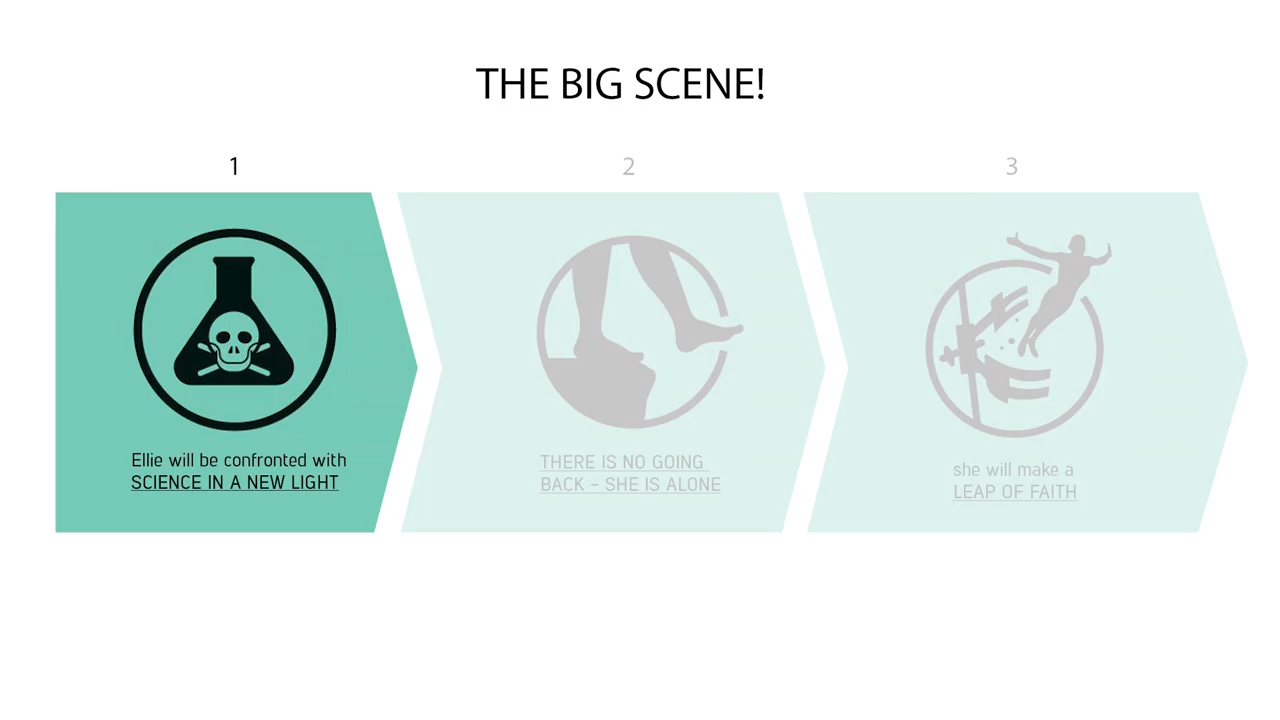 THE BIG SCENE!
1
2
3
Ellie will be confronted with
SCIENCE IN A NEW LIGHT
THERE IS NO GOING
BACK – SHE IS ALONE
she will make a
LEAP OF FAITH